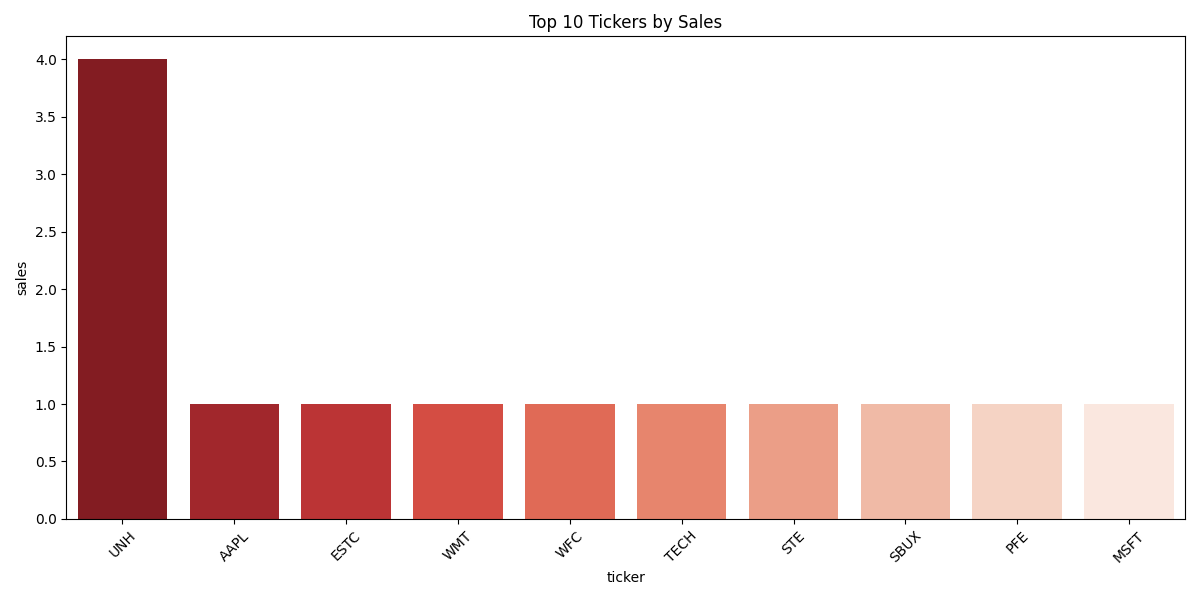 Top 10 Tickers by Sales
4.0
3.5
3.0
2.5
2.0
1.5
1.0
0.5
0.0
sales
UNH
AAPL
ESTC
WMT
WFC
TECH
STE
SBUX
PFE
MSFT
ticker